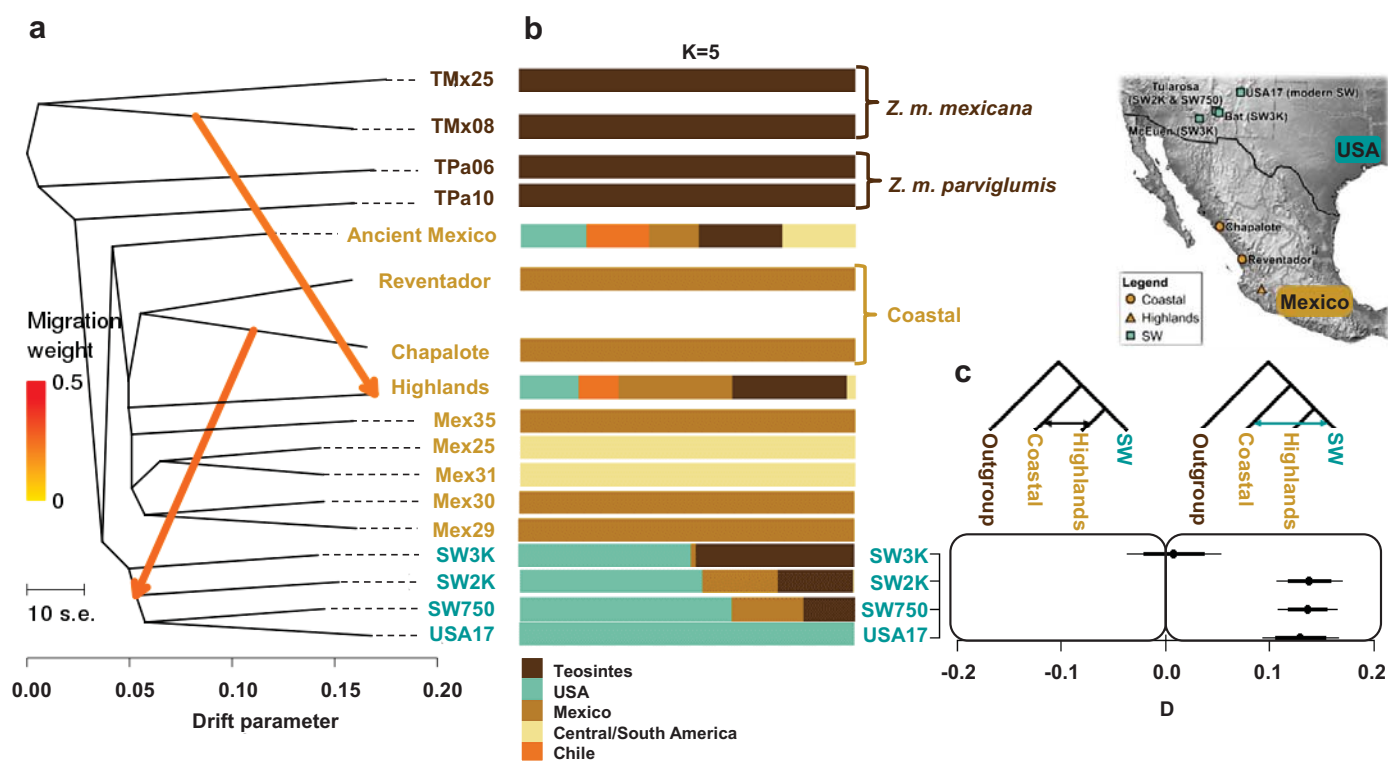 a
TMx25
TMx08
TPa06
TPa10
Ancient Mexico
Reventador
Chapalote
Highlands
Mex35
Mex25
Mex31
Mex30
Mex29
SW3K
SW2K
SW750
USA17
Migration
weight
0.5
0
10 s.e.
0.00
0.05
0.10
0.15
0.20
Drift parameter
b
K=5
Z. m. mexicana
Z. m. parviglumis
Coastal
Teosintes
USA
Mexico
Central/South America
Chile
Tularosa
(SW2K & SW750)
USA17 (modern SW)
Bat (SW3K)
McEuen (SW3K)
USA
Chapalote
Reventador
Mexico
Legend
Coastal
Highlands
SW
c
Outgroup
Coastal
Highlands
SW
Outgroup
Coastal
Highlands
SW
SW3K
SW2K
SW750
USA17
-0.2
-0.1
0.0
0.1
0.2
D